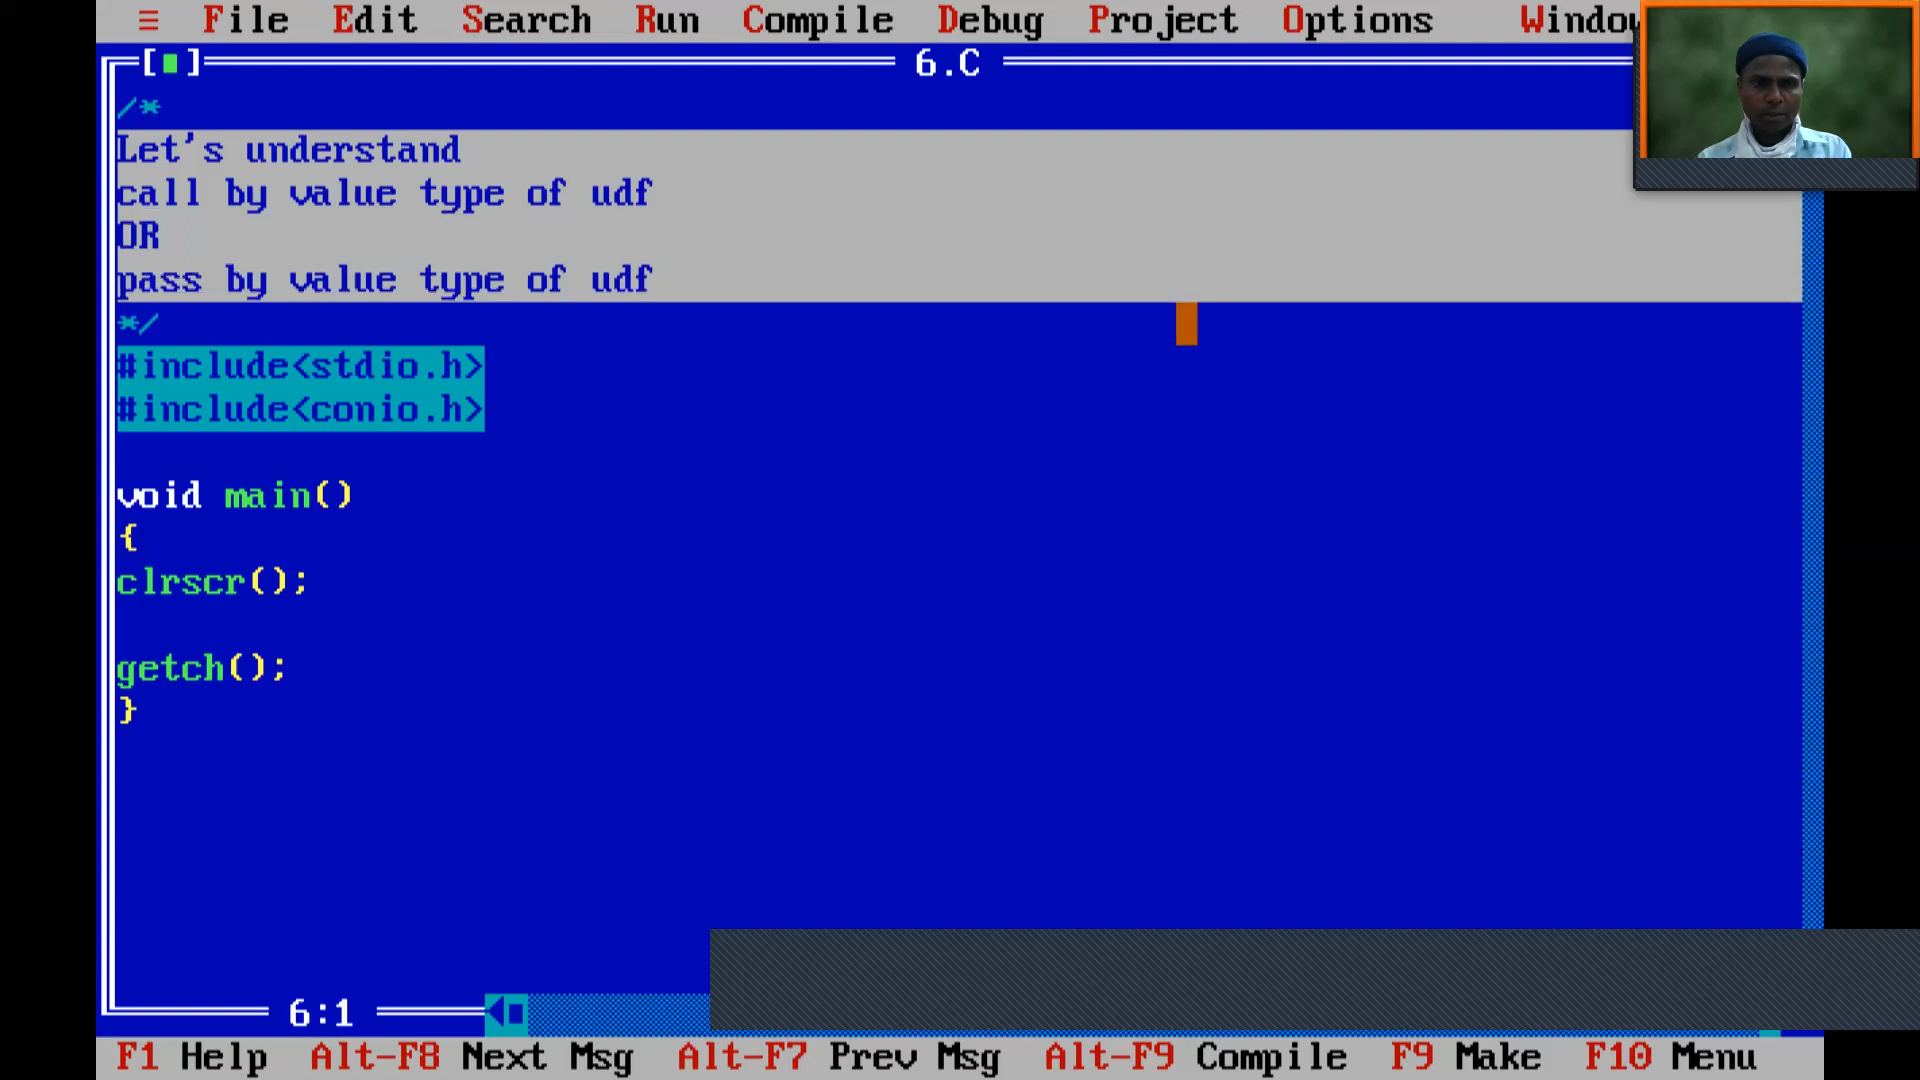 ≡ File Edit Search Run Compile Debug Project Options Window
[■] 6.C
/*
Let's understand
call by value type of udf
OR
pass by value type of udf
*/
#include<stdio.h>
#include<conio.h>
void main()
{
clrscr();
getch();
}
6:1
F1 Help Alt-F8 Next Msg Alt-F7 Prev Msg Alt-F9 Compile F9 Make F10 Menu